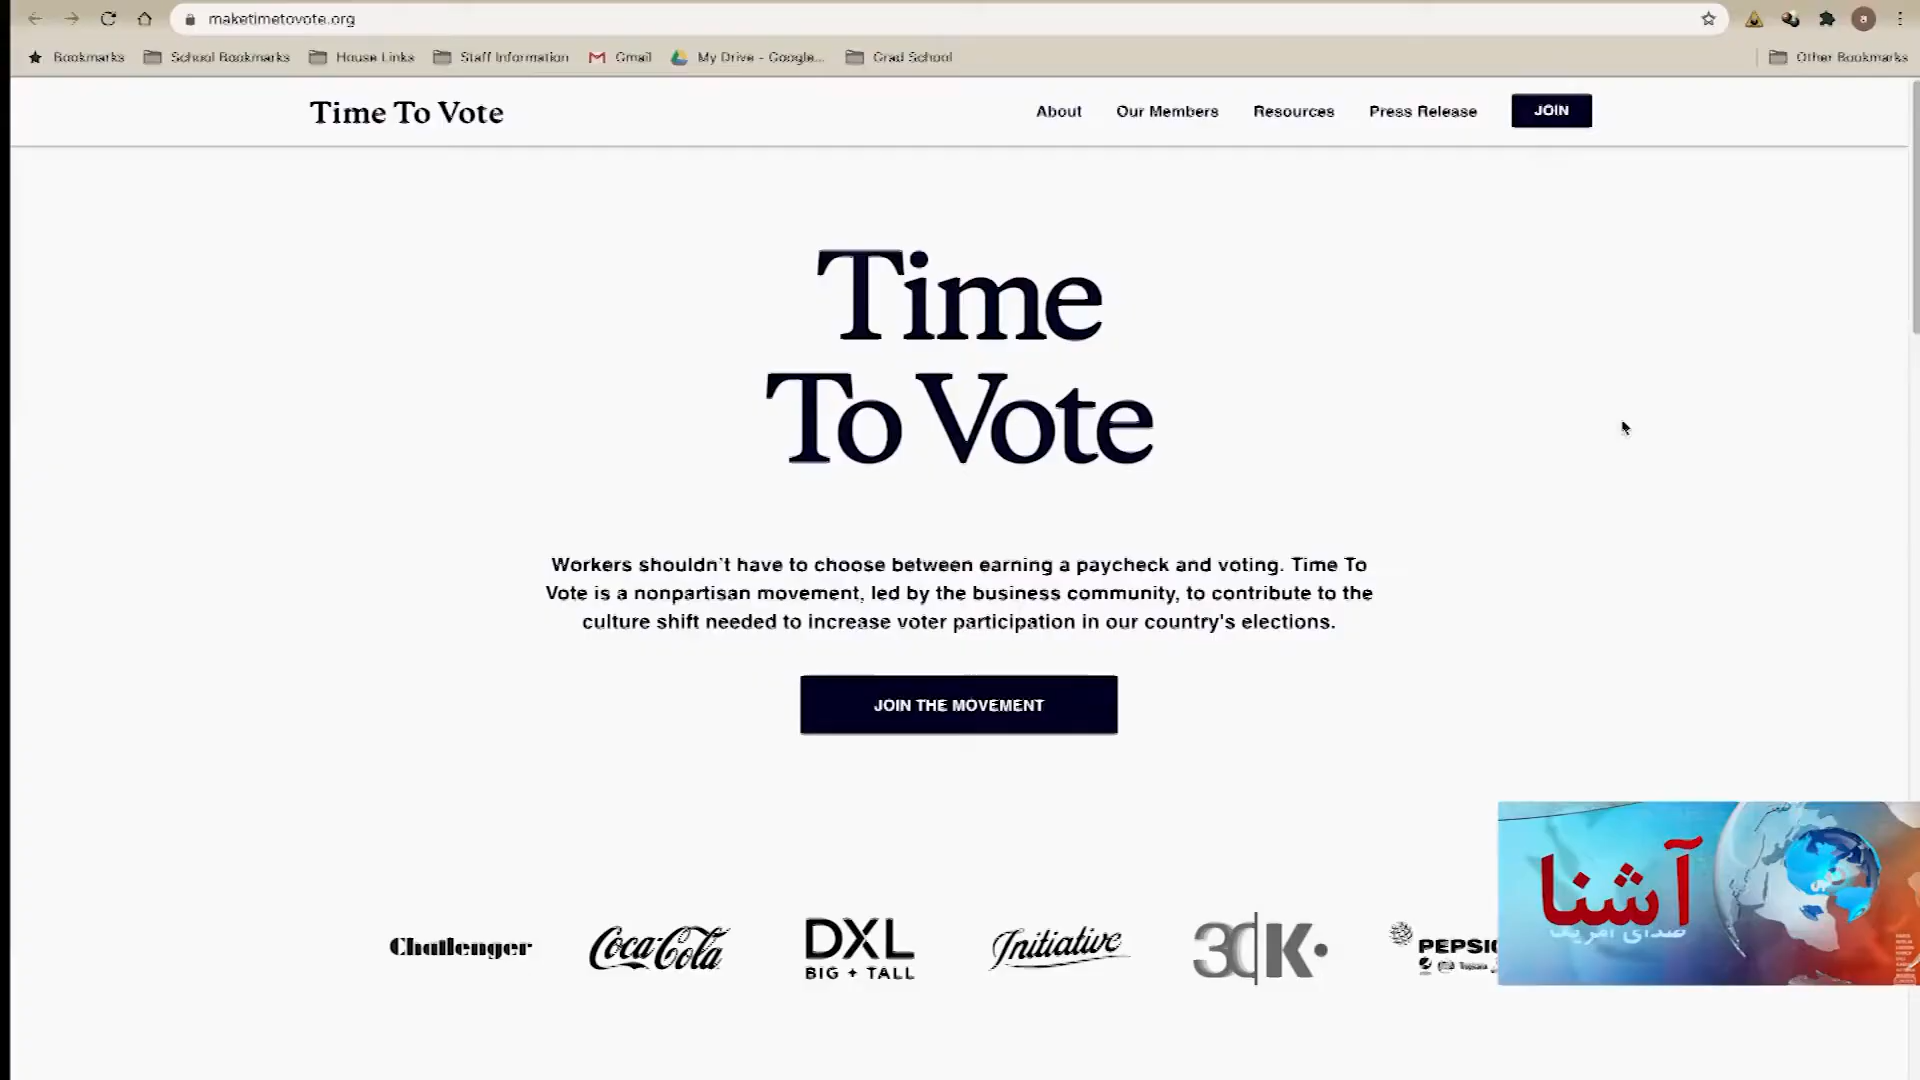 maketimetovote.org
Bookmarks School Bookmarks House Links Staff Information Gmail My Drive - Google... Grad School Other Bookmarks
Time To Vote About Our Members Resources Press Release JOIN
Time
To Vote
Workers shouldn't have to choose between earning a paycheck and voting. Time To
Vote is a nonpartisan movement, led by the business community, to contribute to the
culture shift needed to increase voter participation in our country's elections.
JOIN THE MOVEMENT
Challenger Coca-Cola DXL Initiative K PEPSIC
BIG + TALL
آشنا
صدای امریکا